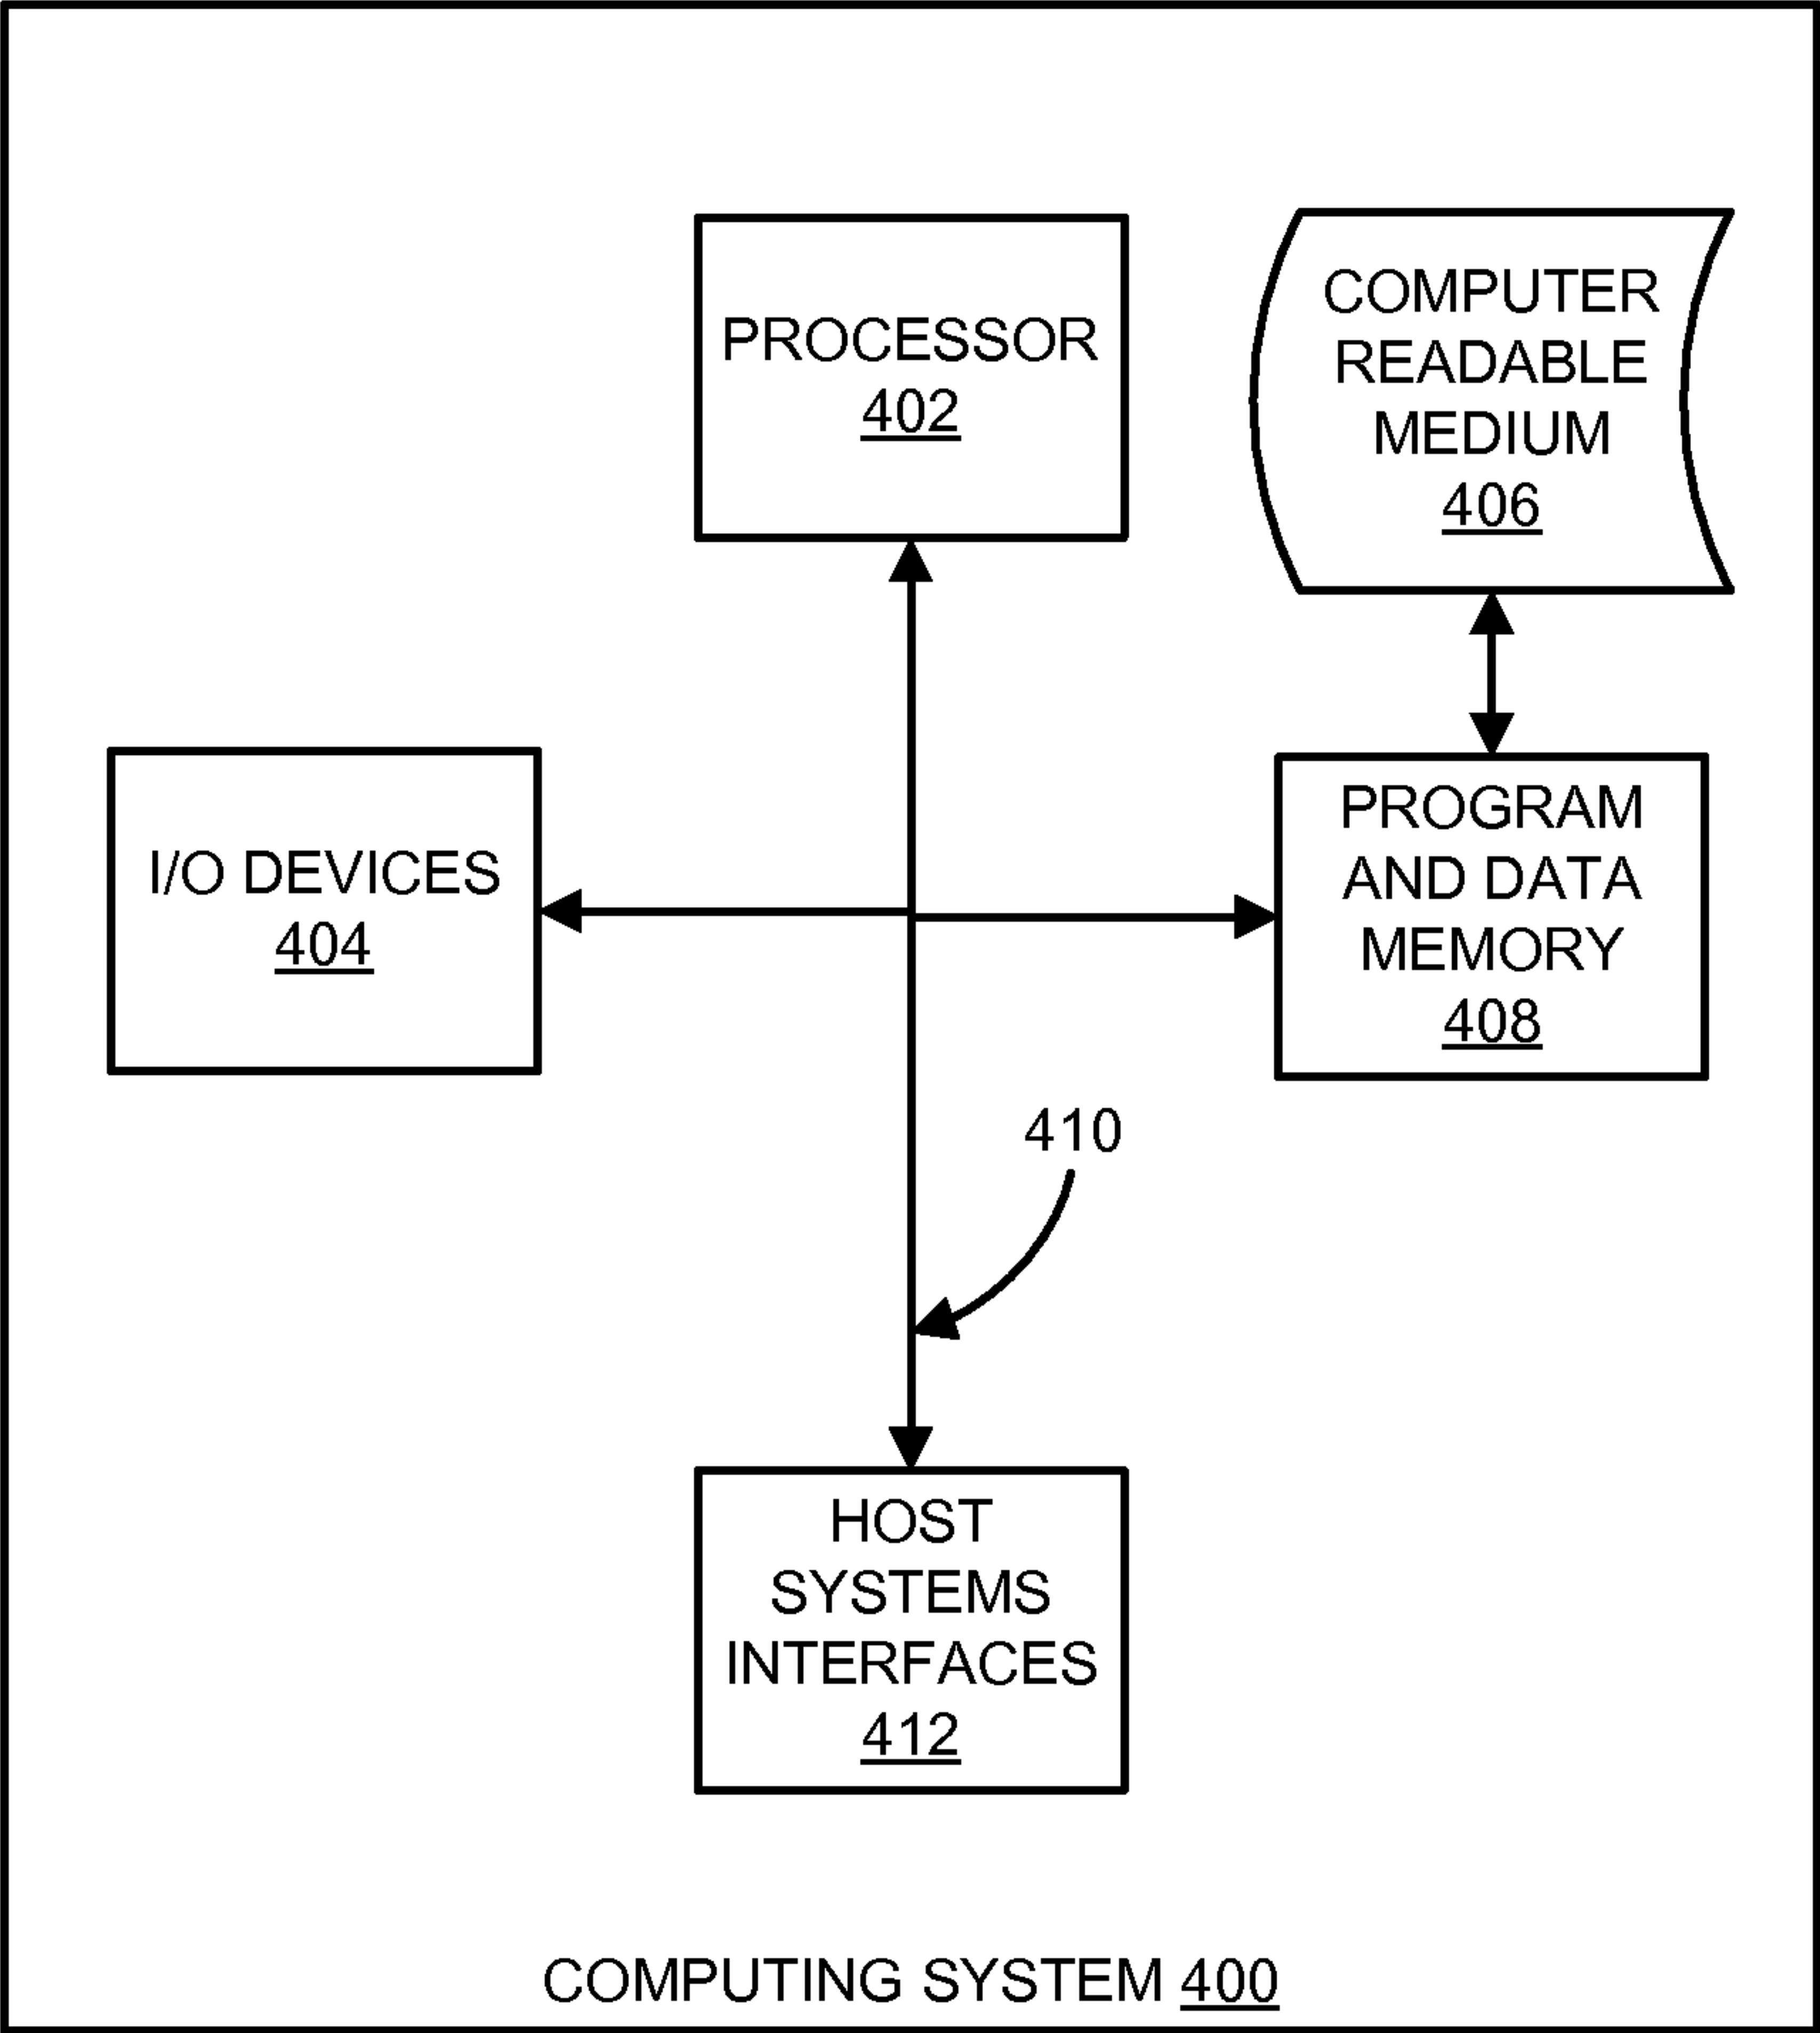 PROCESSOR
402
COMPUTER
READABLE
MEDIUM
406
I/O DEVICES
404
PROGRAM
AND DATA
MEMORY
408
410
HOST
SYSTEMS
INTERFACES
412
COMPUTING SYSTEM 400